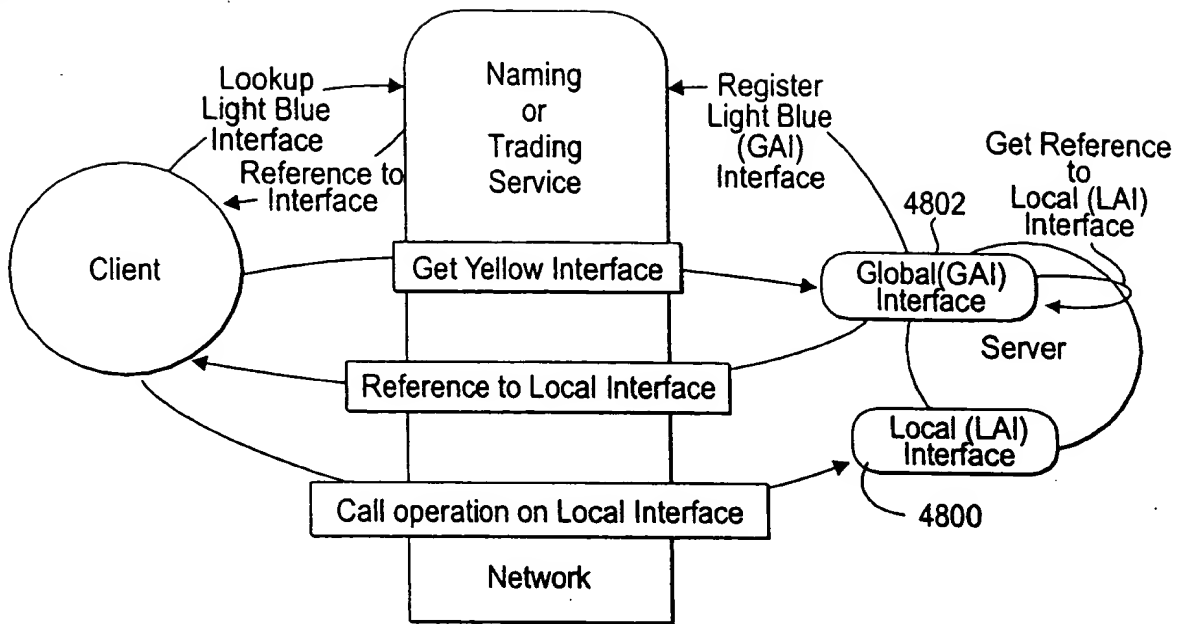 Lookup
Light Blue
Interface
Reference to
Interface
Naming
or
Trading
Service
Register
Light Blue
(GAI)
Interface
Get Reference
to
Local (LAI)
Interface
4802
Client
Get Yellow Interface
Global(GAI)
Interface
Server
Reference to Local Interface
Local (LAI)
Interface
Call operation on Local Interface
4800
Network